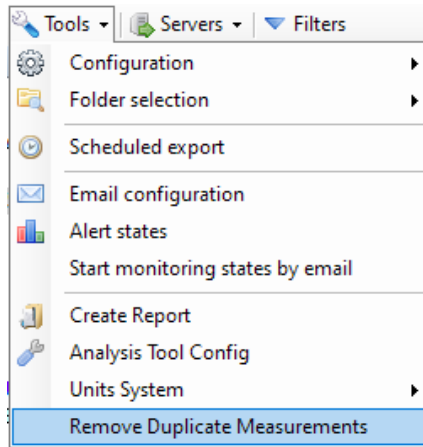 Tools Servers Filters
Configuration
Folder selection
Scheduled export
Email configuration
Alert states
Start monitoring states by email
Create Report
Analysis Tool Config
Units System
Remove Duplicate Measurements